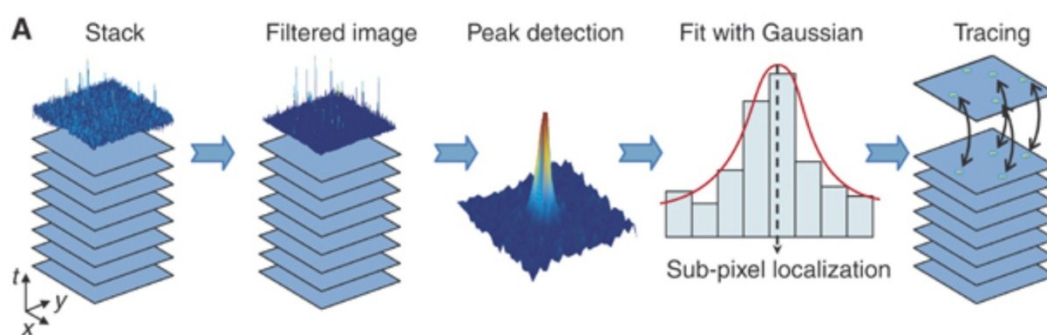 A
Stack
Filtered image
Peak detection
Fit with Gaussian
Tracing
Sub-pixel localization
t
y
x